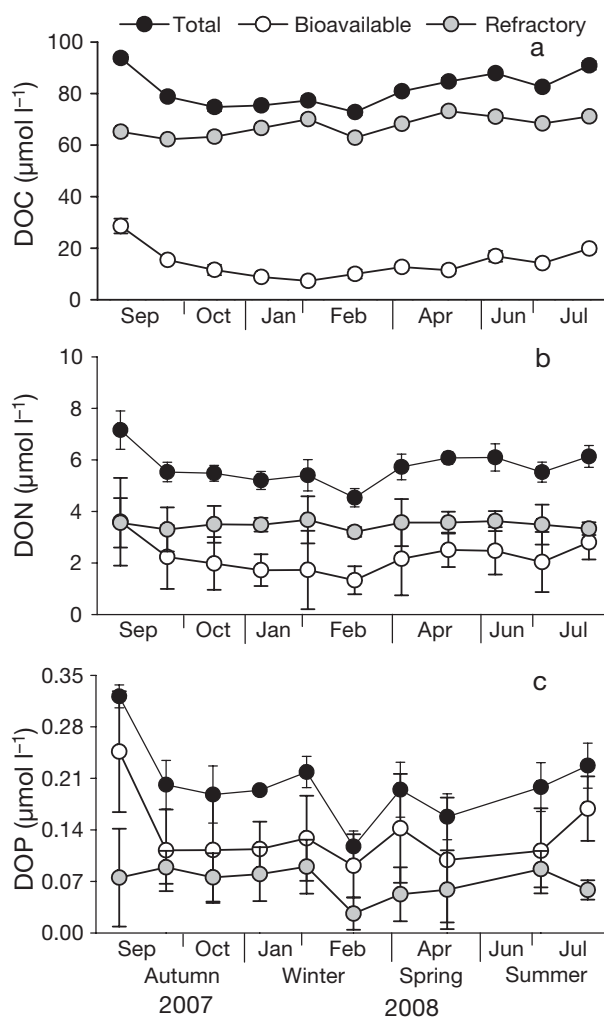 Total Bioavailable Refractory
a
100
80
60
40
20
0
DOC (µmol l⁻¹)
Sep Oct Jan Feb Apr Jun Jul
b
10
8
6
4
2
0
DON (µmol l⁻¹)
Sep Oct Jan Feb Apr Jun Jul
c
0.35
0.28
0.21
0.14
0.07
0.00
DOP (µmol l⁻¹)
Sep Oct Jan Feb Apr Jun Jul
Autumn Winter Spring Summer
2007 2008